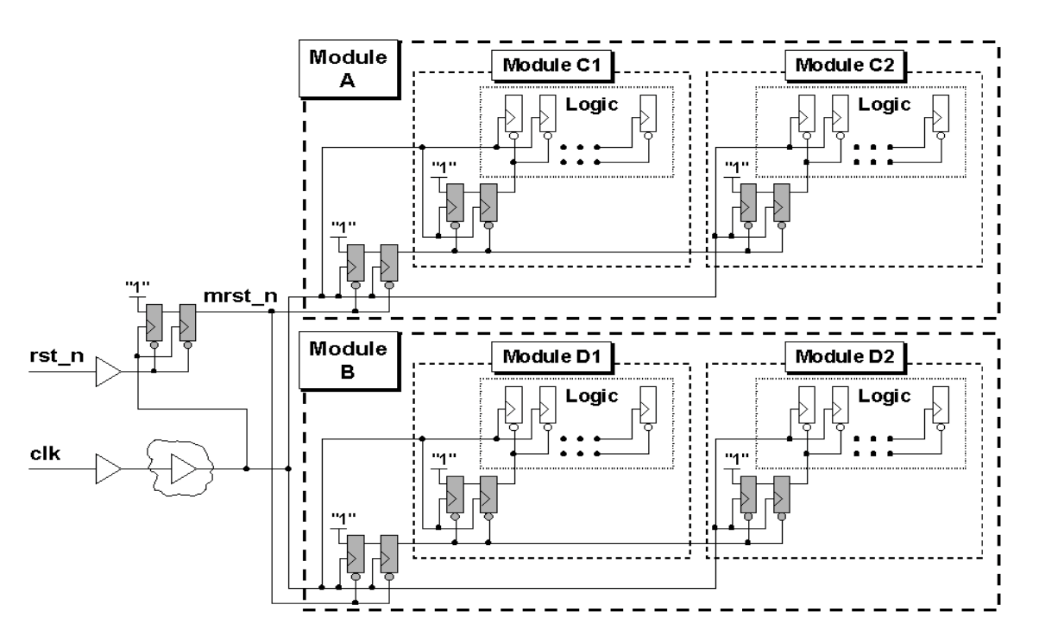 Module A
Module C1
Module C2
Logic
Logic
"1"
"1"
"1"
"1"
mrst_n
rst_n
clk
Module B
Module D1
Module D2
Logic
Logic
"1"
"1"
"1"